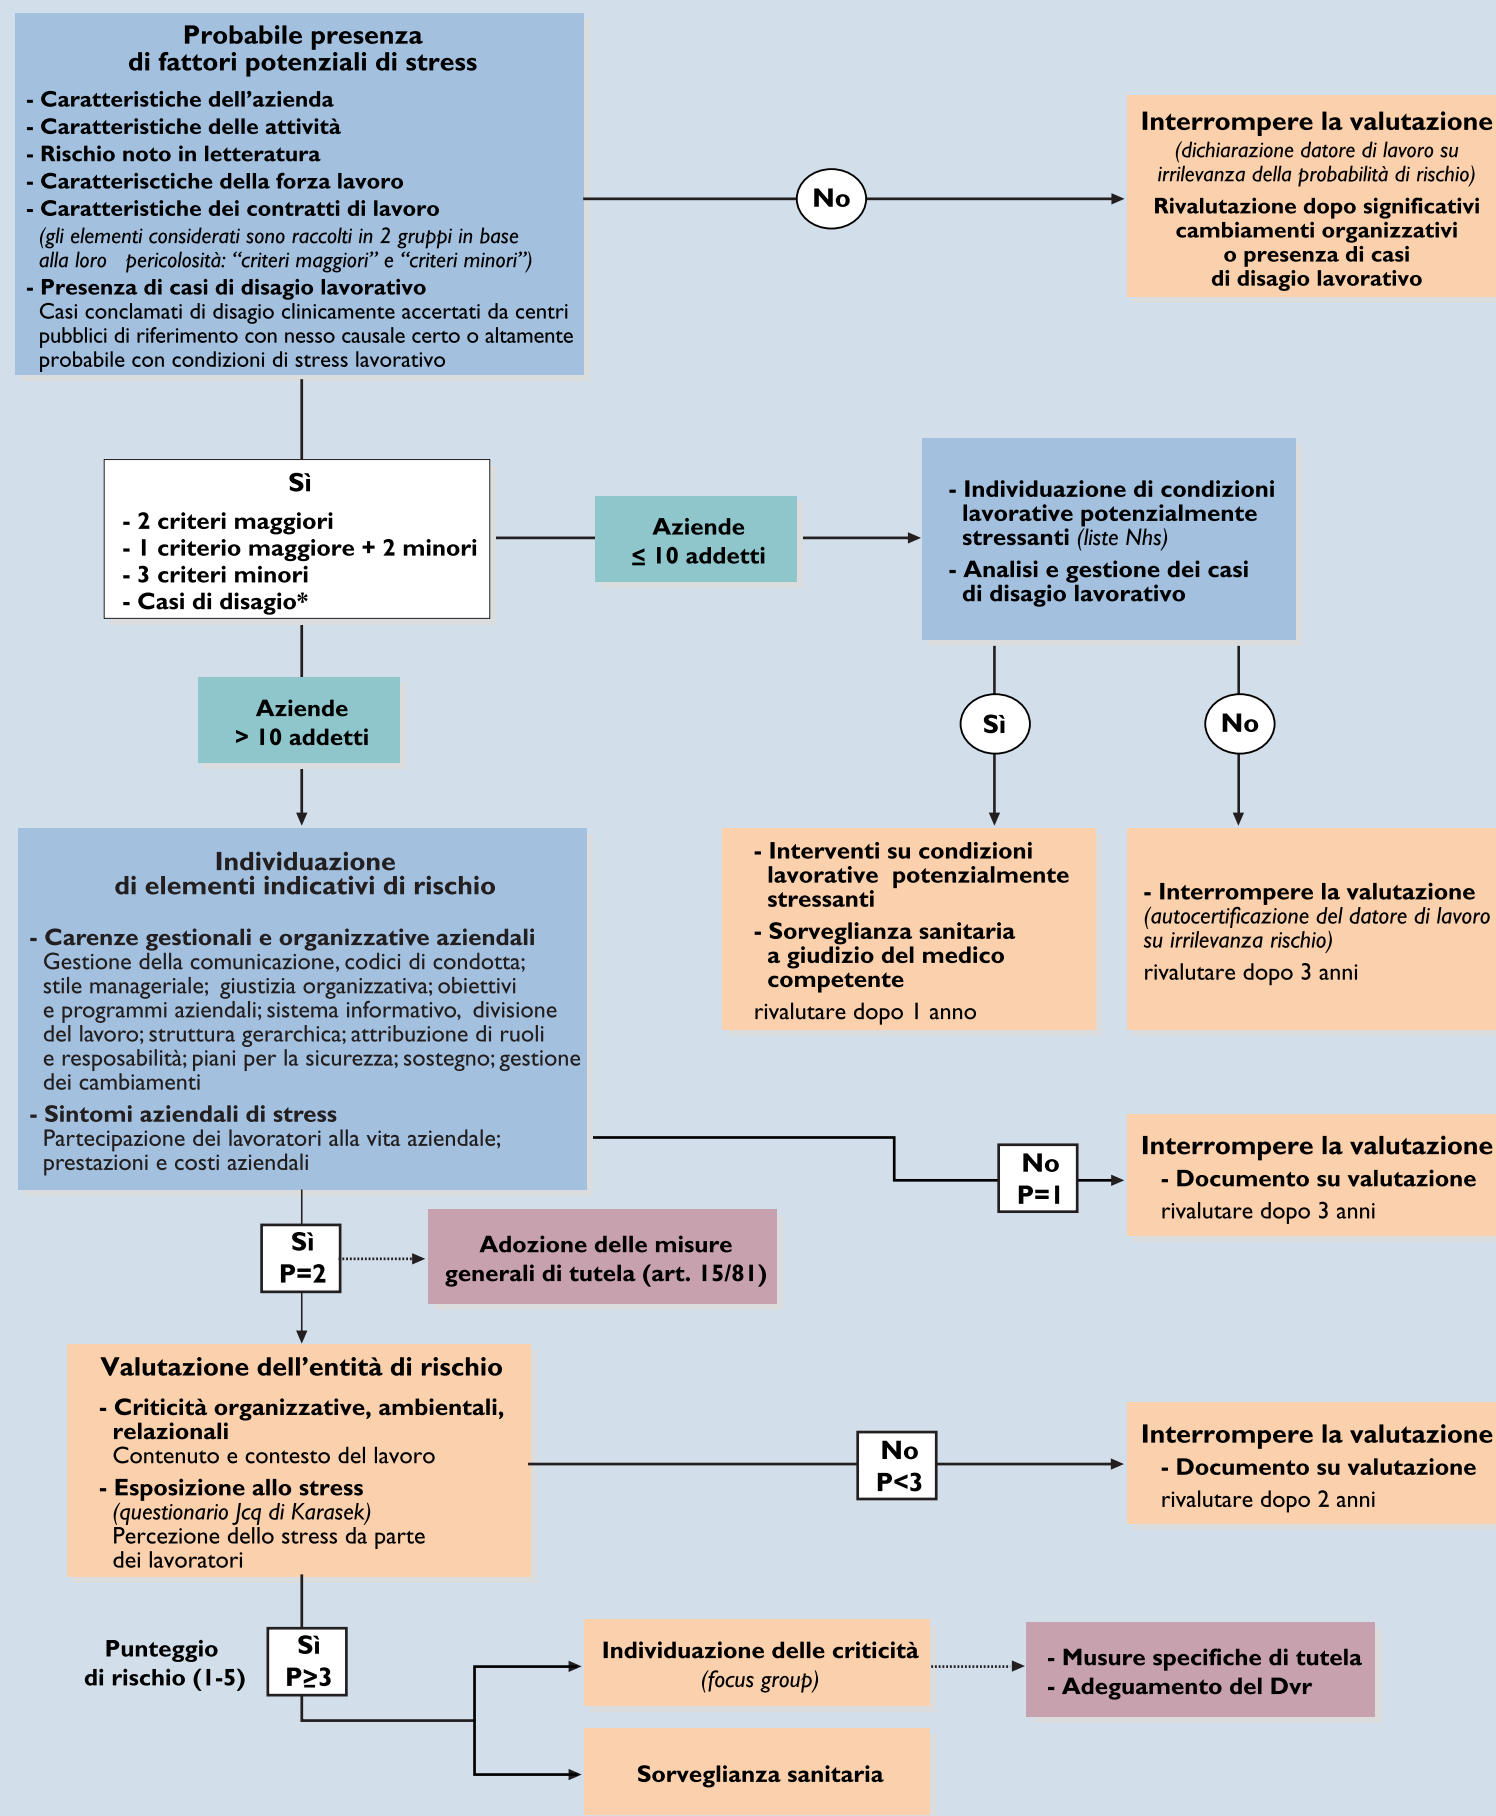 Probabile presenza
di fattori potenziali di stress
- Caratteristiche dell'azienda
- Caratteristiche delle attività
- Rischio noto in letteratura
- Caratterisctiche della forza lavoro
- Caratteristiche dei contratti di lavoro
(gli elementi considerati sono raccolti in 2 gruppi in base
alla loro pericolosità: “criteri maggiori” e “criteri minori”)
- Presenza di casi di disagio lavorativo
Casi conclamati di disagio clinicamente accertati da centri
pubblici di riferimento con nesso causale certo o altamente
probabile con condizioni di stress lavorativo
No
Interrompere la valutazione
(dichiarazione datore di lavoro su
irrilevanza della probabilità di rischio)
Rivalutazione dopo significativi
cambiamenti organizzativi
o presenza di casi
di disagio lavorativo
Sì
- 2 criteri maggiori
- 1 criterio maggiore + 2 minori
- 3 criteri minori
- Casi di disagio*
Aziende
≤ 10 addetti
- Individuazione di condizioni
lavorative potenzialmente
stressanti (liste Nhs)
- Analisi e gestione dei casi
di disagio lavorativo
Aziende
> 10 addetti
Sì
No
- Interventi su condizioni
lavorative potenzialmente
stressanti
- Sorveglianza sanitaria
a giudizio del medico
competente
rivalutare dopo 1 anno
- Interrompere la valutazione
(autocertificazione del datore di lavoro
su irrilevanza rischio)
rivalutare dopo 3 anni
Individuazione
di elementi indicativi di rischio
- Carenze gestionali e organizzative aziendali
Gestione della comunicazione, codici di condotta;
stile manageriale; giustizia organizzativa; obiettivi
e programmi aziendali; sistema informativo, divisione
del lavoro; struttura gerarchica; attribuzione di ruoli
e resposabilità; piani per la sicurezza; sostegno; gestione
dei cambiamenti
- Sintomi aziendali di stress
Partecipazione dei lavoratori alla vita aziendale;
prestazioni e costi aziendali
No
P=1
Interrompere la valutazione
- Documento su valutazione
rivalutare dopo 3 anni
Sì
P=2
Adozione delle misure
generali di tutela (art. 15/81)
Valutazione dell'entità di rischio
- Criticità organizzative, ambientali,
relazionali
Contenuto e contesto del lavoro
- Esposizione allo stress
(questionario Jcq di Karasek)
Percezione dello stress da parte
dei lavoratori
No
P<3
Interrompere la valutazione
- Documento su valutazione
rivalutare dopo 2 anni
Punteggio
di rischio (1-5)
Sì
P≥3
Individuazione delle criticità
(focus group)
- Musure specifiche di tutela
- Adeguamento del Dvr
Sorveglianza sanitaria